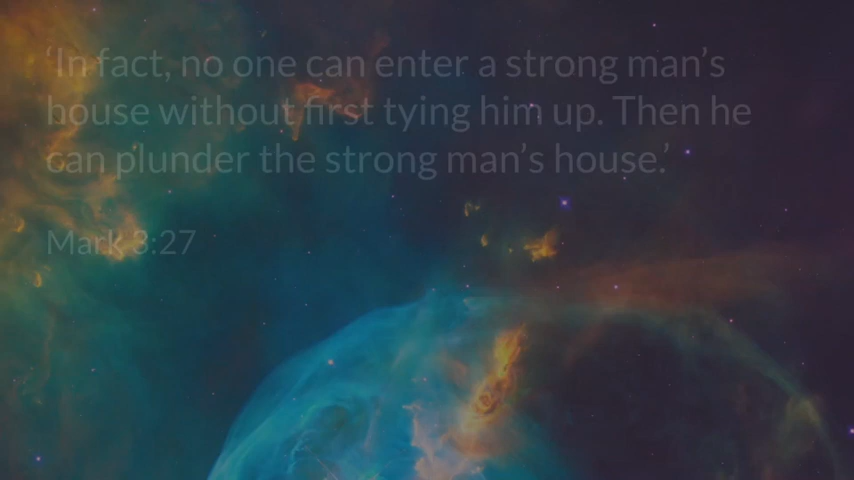 ‘In fact, no one can enter a strong man’s
house without first tying him up. Then he
can plunder the strong man’s house.’
Mark 3:27